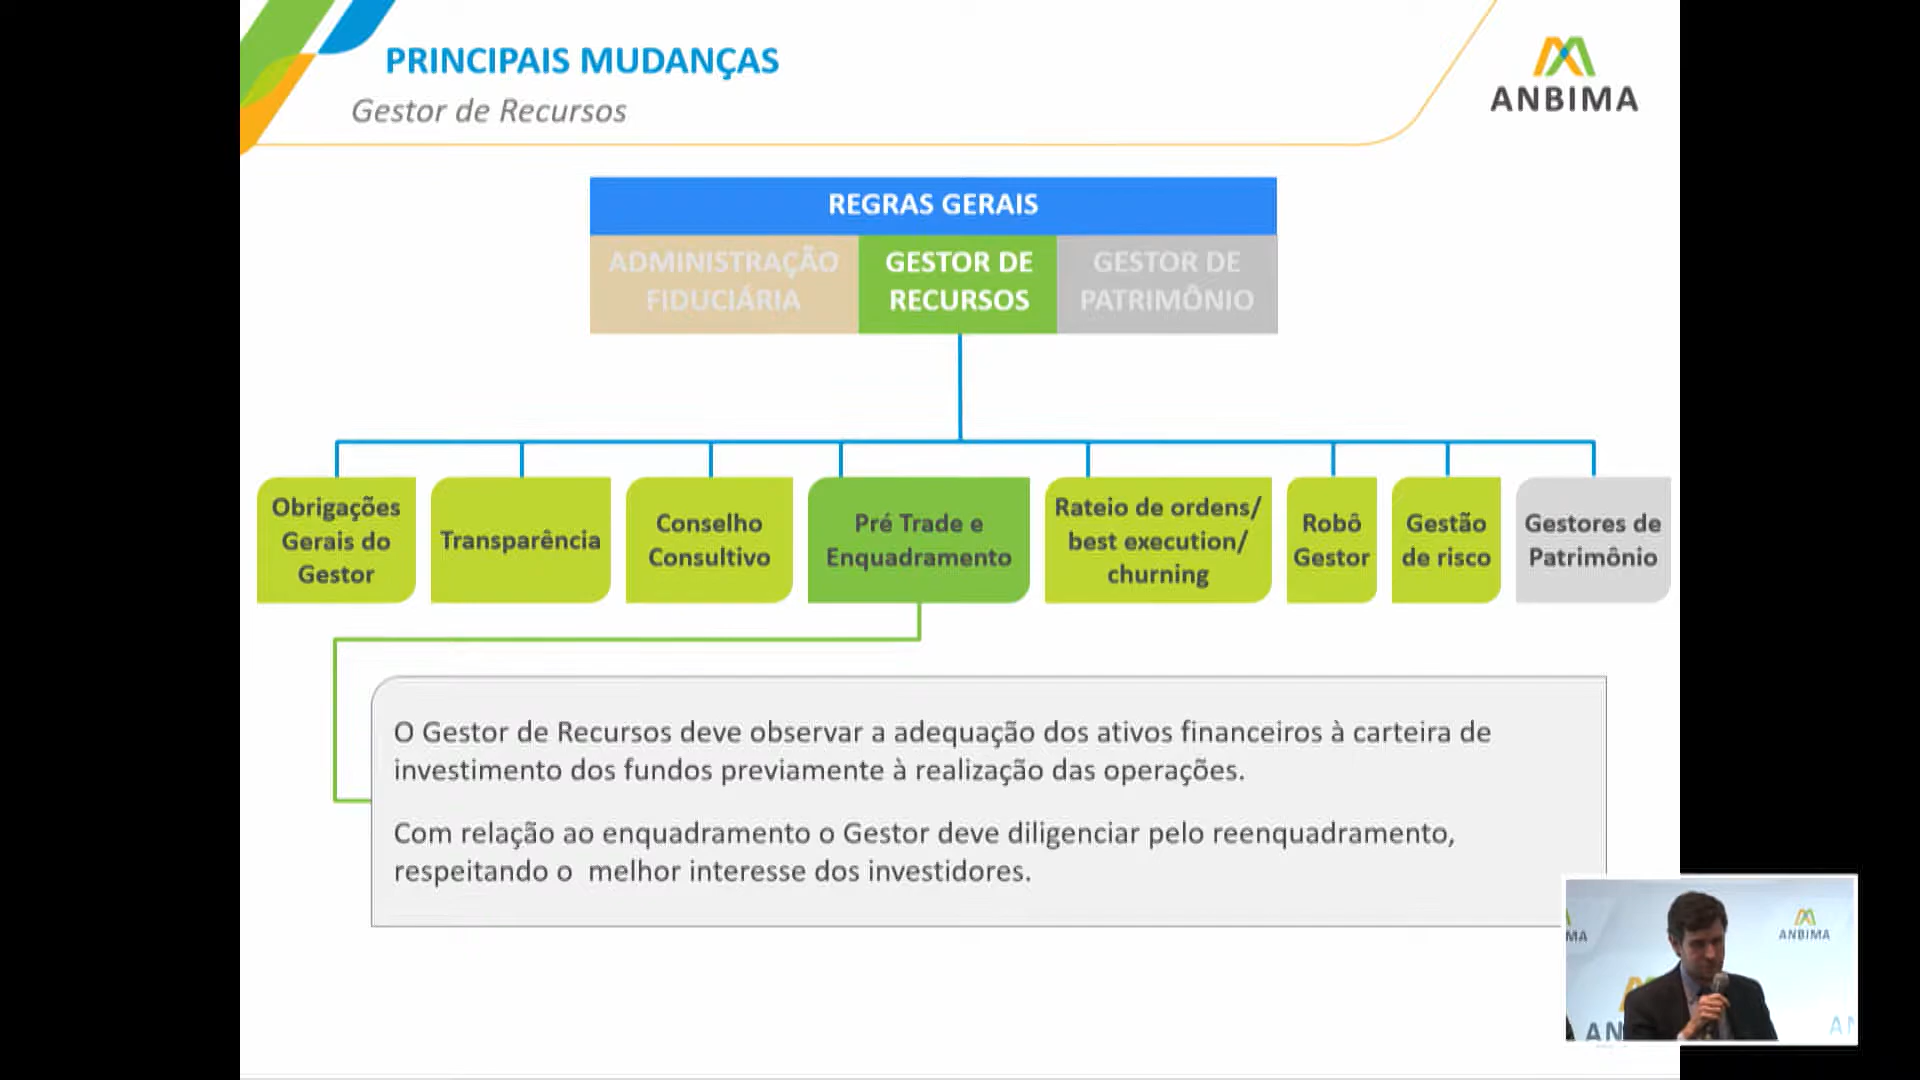 PRINCIPAIS MUDANÇAS
Gestor de Recursos
ANBIMA
REGRAS GERAIS
ADMINISTRAÇÃO
FIDUCIÁRIA
GESTOR DE
RECURSOS
GESTOR DE
PATRIMÔNIO
Obrigações
Gerais do
Gestor
Transparência
Conselho
Consultivo
Pré Trade e
Enquadramento
Rateio de ordens/
best execution/
churning
Robô
Gestor
Gestão
de risco
Gestores de
Patrimônio
O Gestor de Recursos deve observar a adequação dos ativos financeiros à carteira de
investimento dos fundos previamente à realização das operações.
Com relação ao enquadramento o Gestor deve diligenciar pelo reenquadramento,
respeitando o  melhor interesse dos investidores.
MA
ANBIMA
AN
A